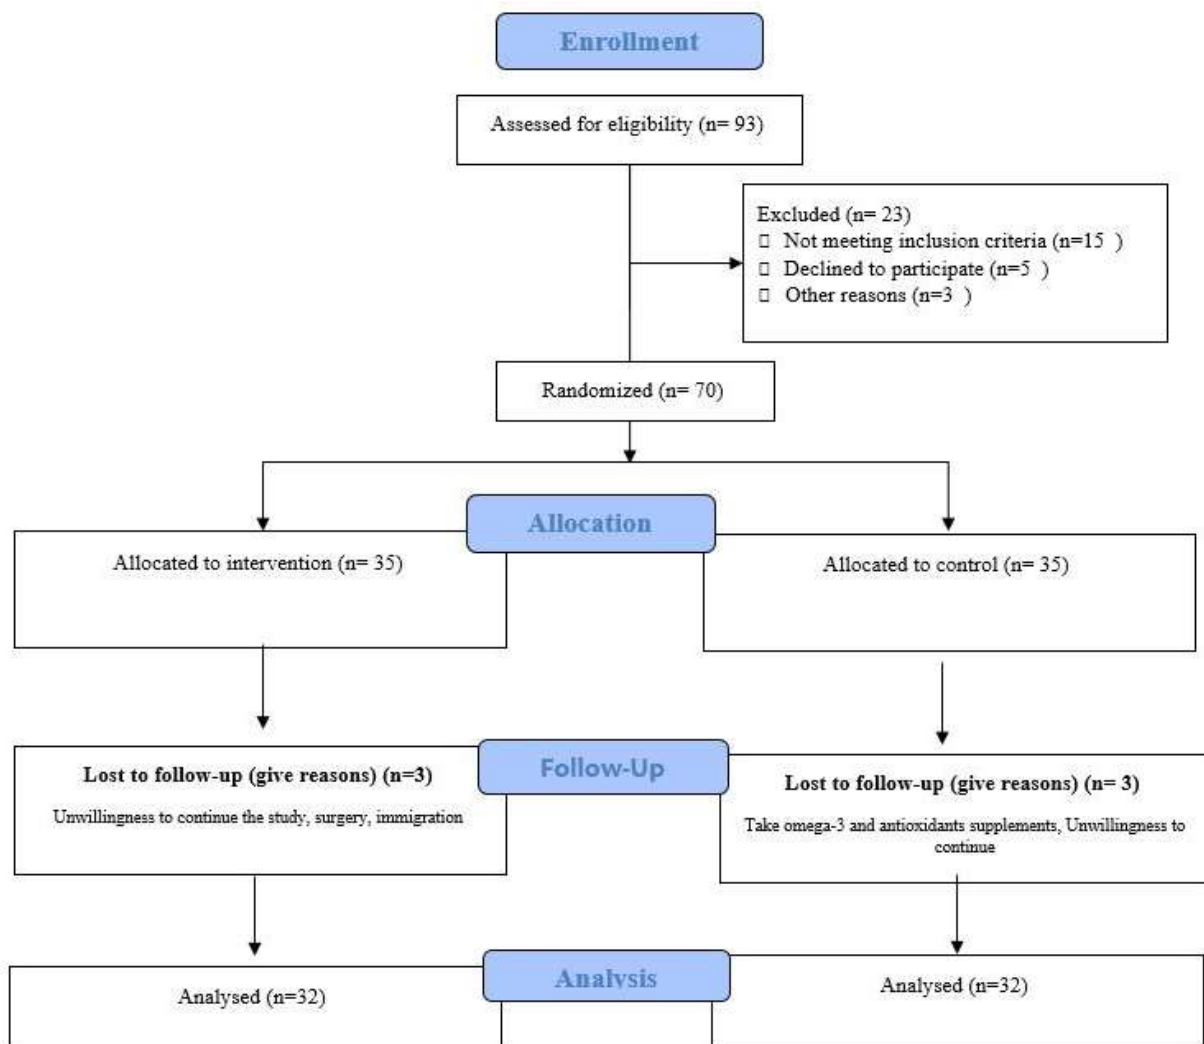 Enrollment
Assessed for eligibility (n= 93)
Excluded (n= 23)
Not meeting inclusion criteria (n=15 )
Declined to participate (n=5 )
Other reasons (n=3 )
Randomized (n= 70)
Allocation
Allocated to intervention (n= 35)
Allocated to control (n= 35)
Follow-Up
Lost to follow-up (give reasons) (n=3)
Unwillingness to continue the study, surgery, immigration
Lost to follow-up (give reasons) (n= 3)
Take omega-3 and antioxidants supplements, Unwillingness to
continue
Analysis
Analysed (n=32)
Analysed (n=32)